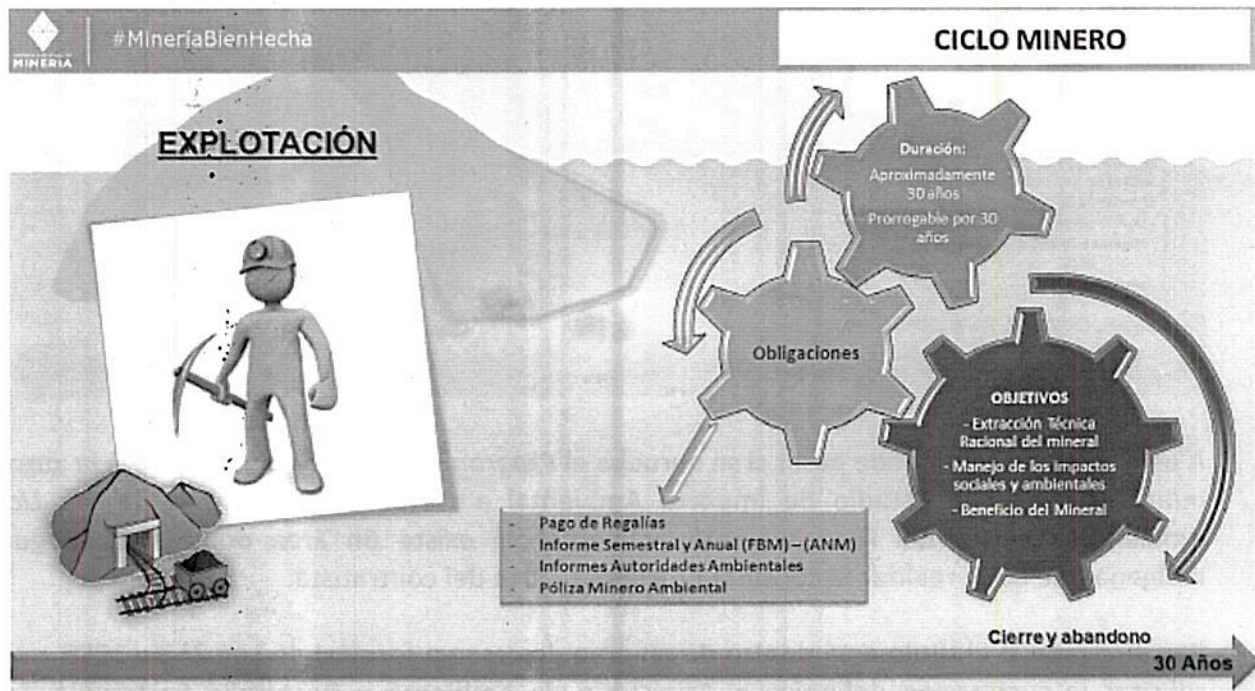 MINERÍA
#MineríaBienHecha
CICLO MINERO
EXPLOTACIÓN
Duración:
Aproximadamente
30 años
Prorrogable por 30
años
Obligaciones
OBJETIVOS
- Extracción Técnica
Racional del mineral
- Manejo de los impactos
sociales y ambientales
- Beneficio del Mineral
- Pago de Regalías
- Informe Semestral y Anual (FBM) – (ANM)
- Informes Autoridades Ambientales
- Póliza Minero Ambiental
Cierre y abandono
30 Años